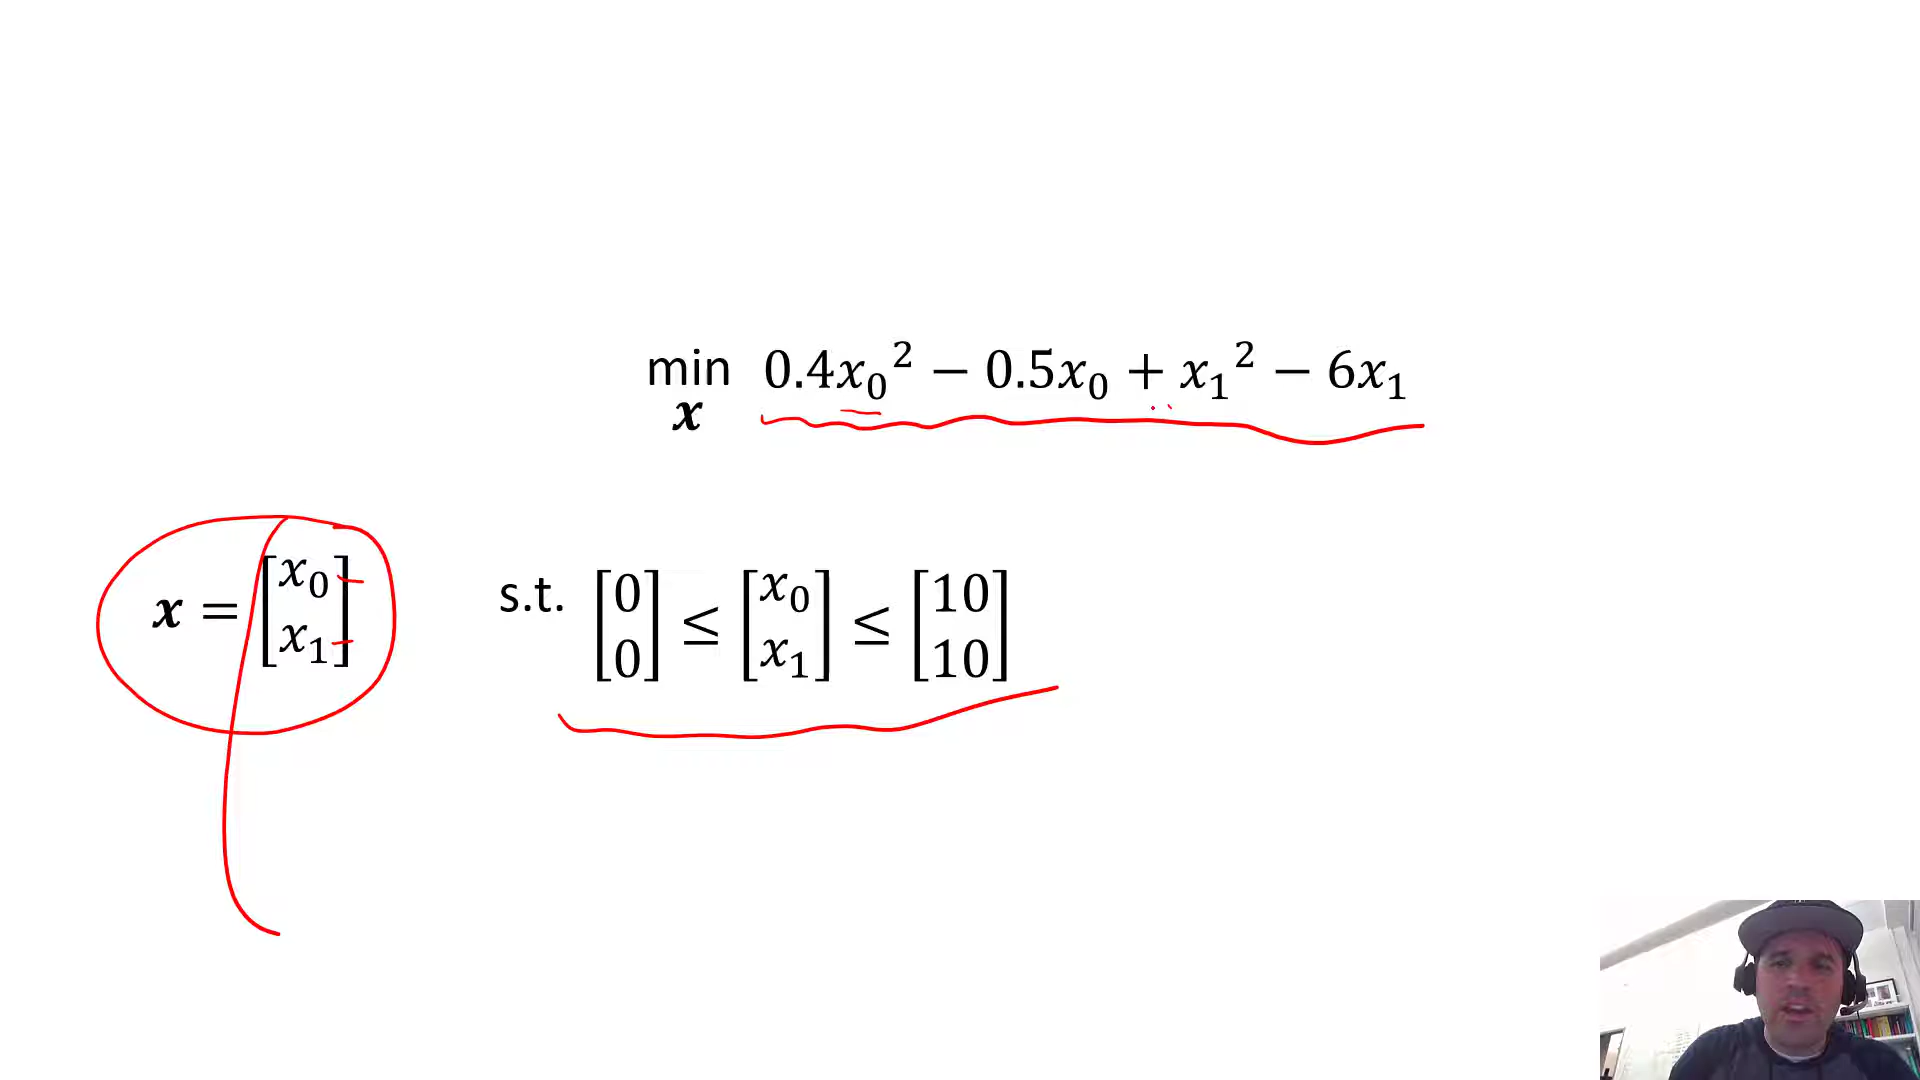 min 0.4x₀² − 0.5x₀ + x₁² − 6x₁
x
x = [x₀ x₁]
s.t. [0 0] ≤ [x₀ x₁] ≤ [10 10]